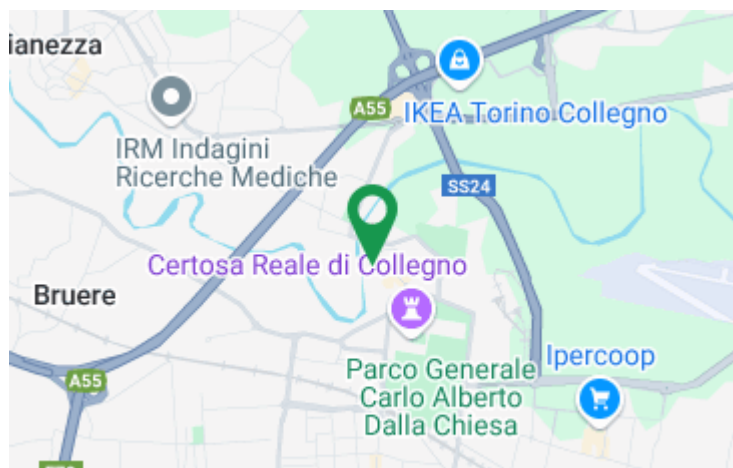 ianezza
A55
IKEA Torino Collegno
IRM Indagini
Ricerche Mediche
SS24
Certosa Reale di Collegno
Bruere
Parco Generale
Carlo Alberto
Dalla Chiesa
Ipercoop
A55